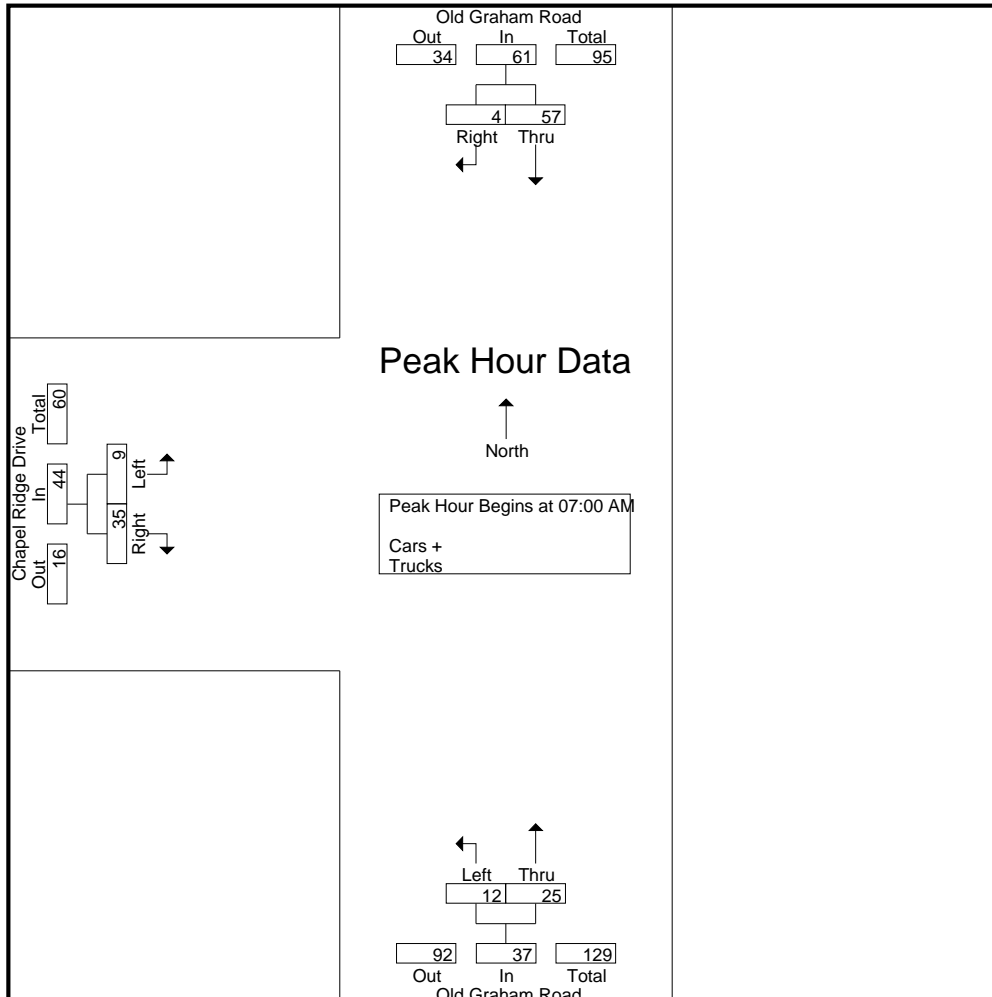 Old Graham Road
Out In Total
34 61 95
4 57
Right Thru
Peak Hour Data
North
Peak Hour Begins at 07:00 AM
Cars +
Trucks
Chapel Ridge Drive
Out In Total
16 44 60
35 9
Right Left
Left Thru
12 25
92 37 129
Out In Total
Old Graham Road